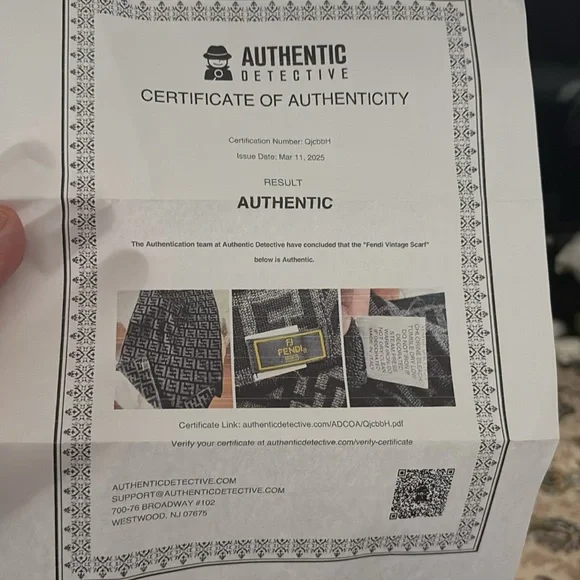 AUTHENTIC
DETECTIVE
CERTIFICATE OF AUTHENTICITY
Certification Number: QjcbbH
Issue Date: Mar 11, 2025
RESULT
AUTHENTIC
The Authentication team at Authentic Detective have concluded that the "Fendi Vintage Scarf"
below is Authentic.
FENDI
CHLORINE BLEACH
Certificate Link: authenticdetective.com/ADCOA/QjcbbH.pdf
Verify your certificate at authenticdetective.com/verify-certificate
AUTHENTICDETECTIVE.COM
SUPPORT@AUTHENTICDETECTIVE.COM
700-76 BROADWAY #102
WESTWOOD, NJ 07675